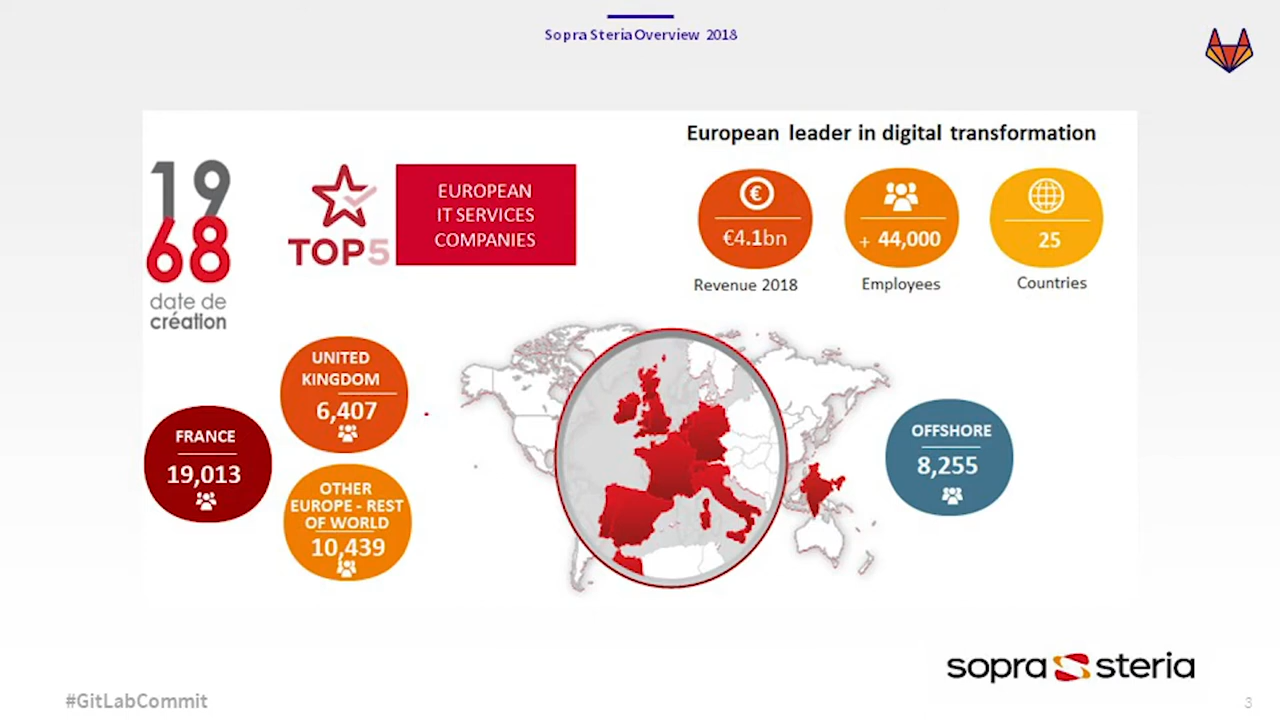 Sopra Steria Overview 2018
European leader in digital transformation
19
68
date de
création
TOP5
EUROPEAN
IT SERVICES
COMPANIES
€
€4.1bn
Revenue 2018
+ 44,000
Employees
25
Countries
UNITED
KINGDOM
6,407
FRANCE
19,013
OTHER
EUROPE - REST
OF WORLD
10,439
OFFSHORE
8,255
sopra steria
#GitLabCommit
3